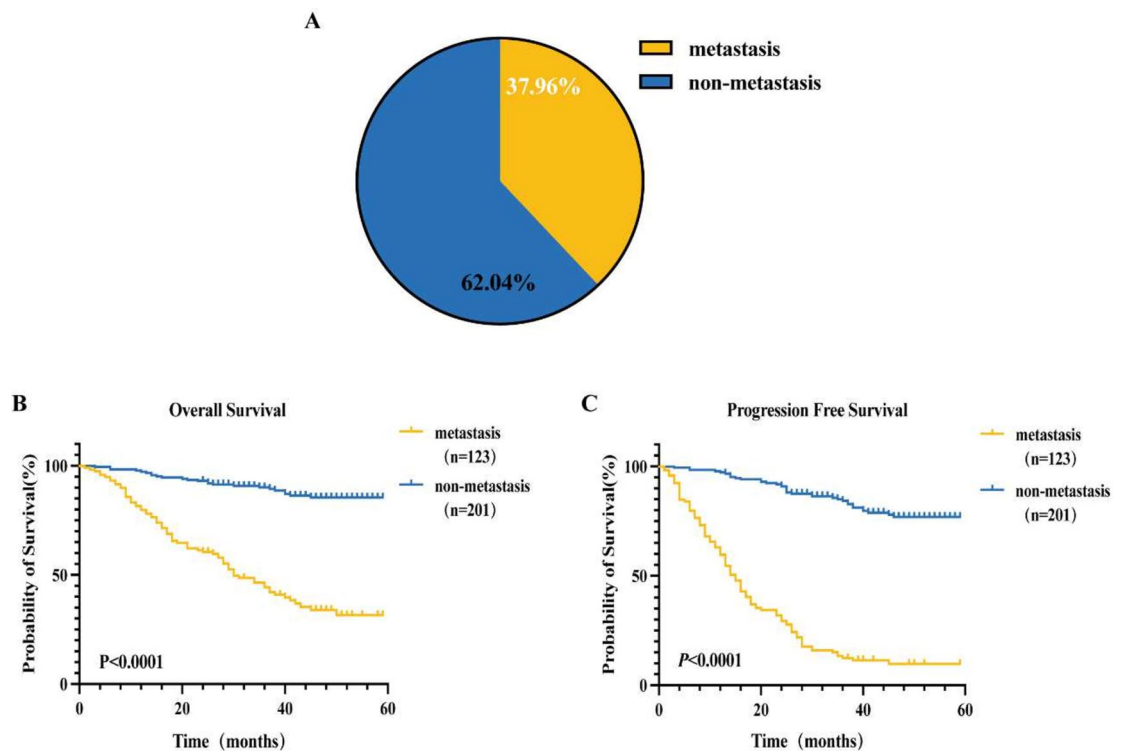 A
metastasis
non-metastasis
37.96%
62.04%
B
Overall Survival
metastasis
(n=123)
non-metastasis
(n=201)
Probability of Survival(%)
100
50
0
P<0.0001
0 20 40 60
Time (months)
C
Progression Free Survival
metastasis
(n=123)
non-metastasis
(n=201)
Probability of Survival(%)
100
50
0
P<0.0001
0 20 40 60
Time (months)